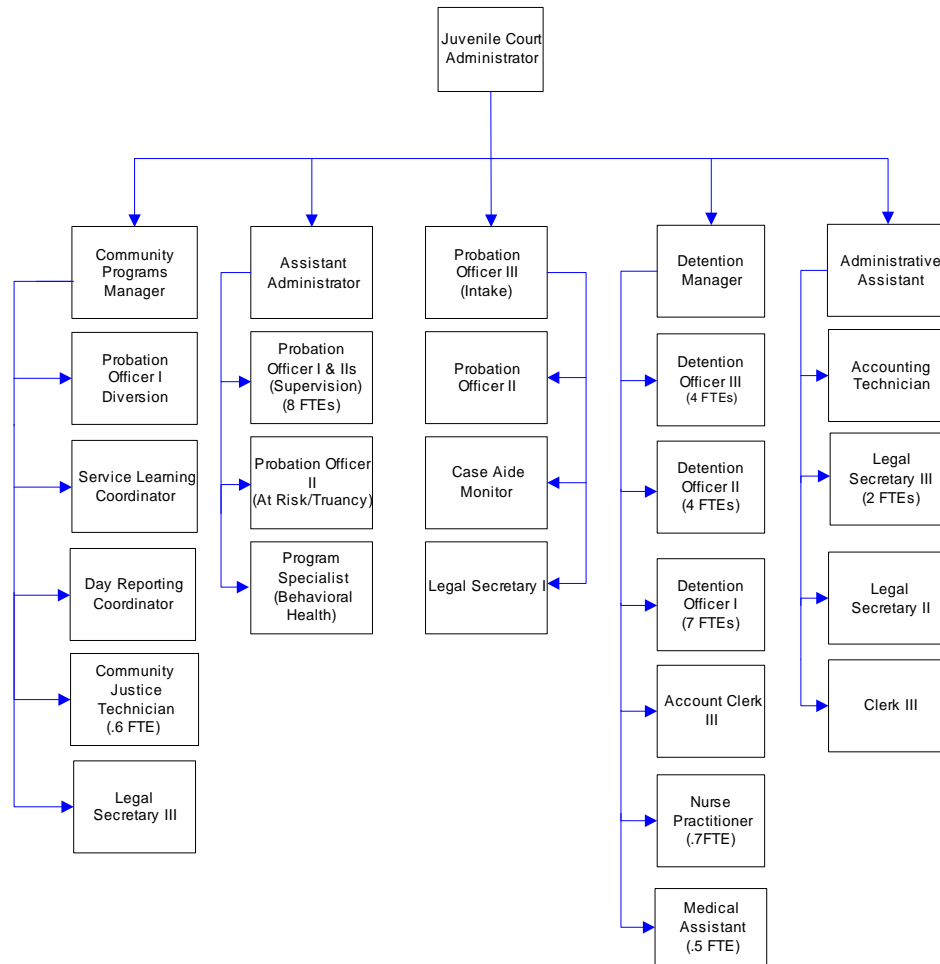 Juvenile Court
Administrator
Community
Programs
Manager
Probation
Officer I
Diversion
Service Learning
Coordinator
Day Reporting
Coordinator
Community
Justice
Technician
(.6 FTE)
Legal
Secretary III
Assistant
Administrator
Probation
Officer I & IIs
(Supervision)
(8 FTEs)
Probation Officer
II
(At Risk/Truancy)
Program
Specialist
(Behavioral
Health)
Probation
Officer III
(Intake)
Probation
Officer II
Case Aide
Monitor
Legal Secretary I
Detention
Manager
Detention
Officer III
(4 FTEs)
Detention
Officer II
(4 FTEs)
Detention
Officer I
(7 FTEs)
Account Clerk
III
Nurse
Practitioner
(.7FTE)
Medical
Assistant
(.5 FTE)
Administrative
Assistant
Accounting
Technician
Legal
Secretary III
(2 FTEs)
Legal
Secretary II
Clerk III